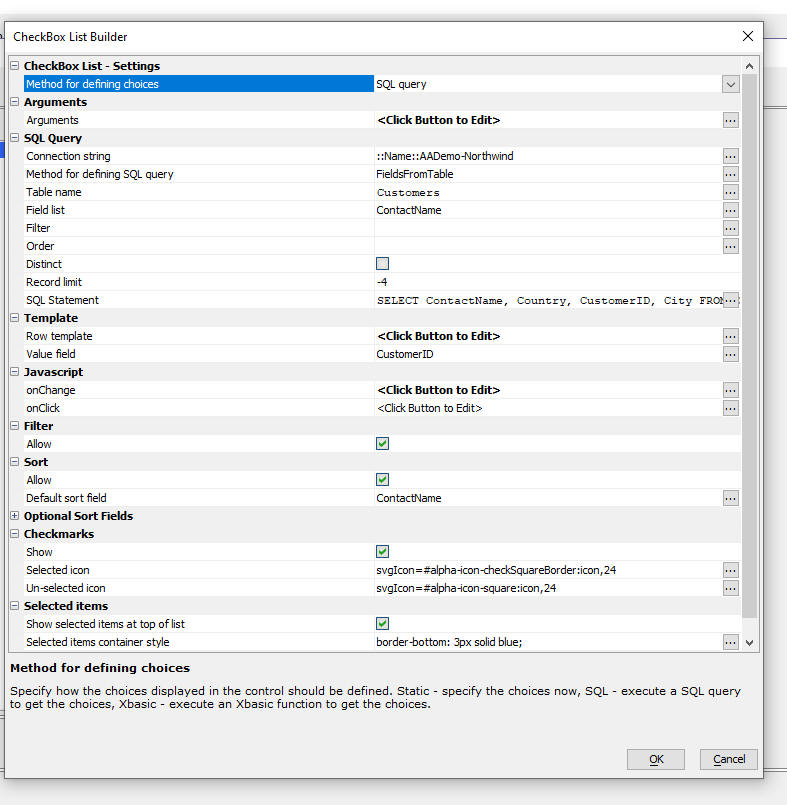 CheckBox List Builder
CheckBox List - Settings
Method for defining choices SQL query
Arguments
Arguments <Click Button to Edit>
SQL Query
Connection string ::Name::AADemo-Northwind
Method for defining SQL query FieldsFromTable
Table name Customers
Field list ContactName
Filter
Order
Distinct
Record limit -4
SQL Statement SELECT ContactName, Country, CustomerID, City FROM
Template
Row template <Click Button to Edit>
Value field CustomerID
Javascript
onChange <Click Button to Edit>
onClick <Click Button to Edit>
Filter
Allow
Sort
Allow
Default sort field ContactName
Optional Sort Fields
Checkmarks
Show
Selected icon svgIcon=#alpha-icon-checkSquareBorder:icon,24
Un-selected icon svgIcon=#alpha-icon-square:icon,24
Selected items
Show selected items at top of list
Selected items container style border-bottom: 3px solid blue;
Method for defining choices
Specify how the choices displayed in the control should be defined. Static - specify the choices now, SQL - execute a SQL query
to get the choices, Xbasic - execute an Xbasic function to get the choices.
OK Cancel